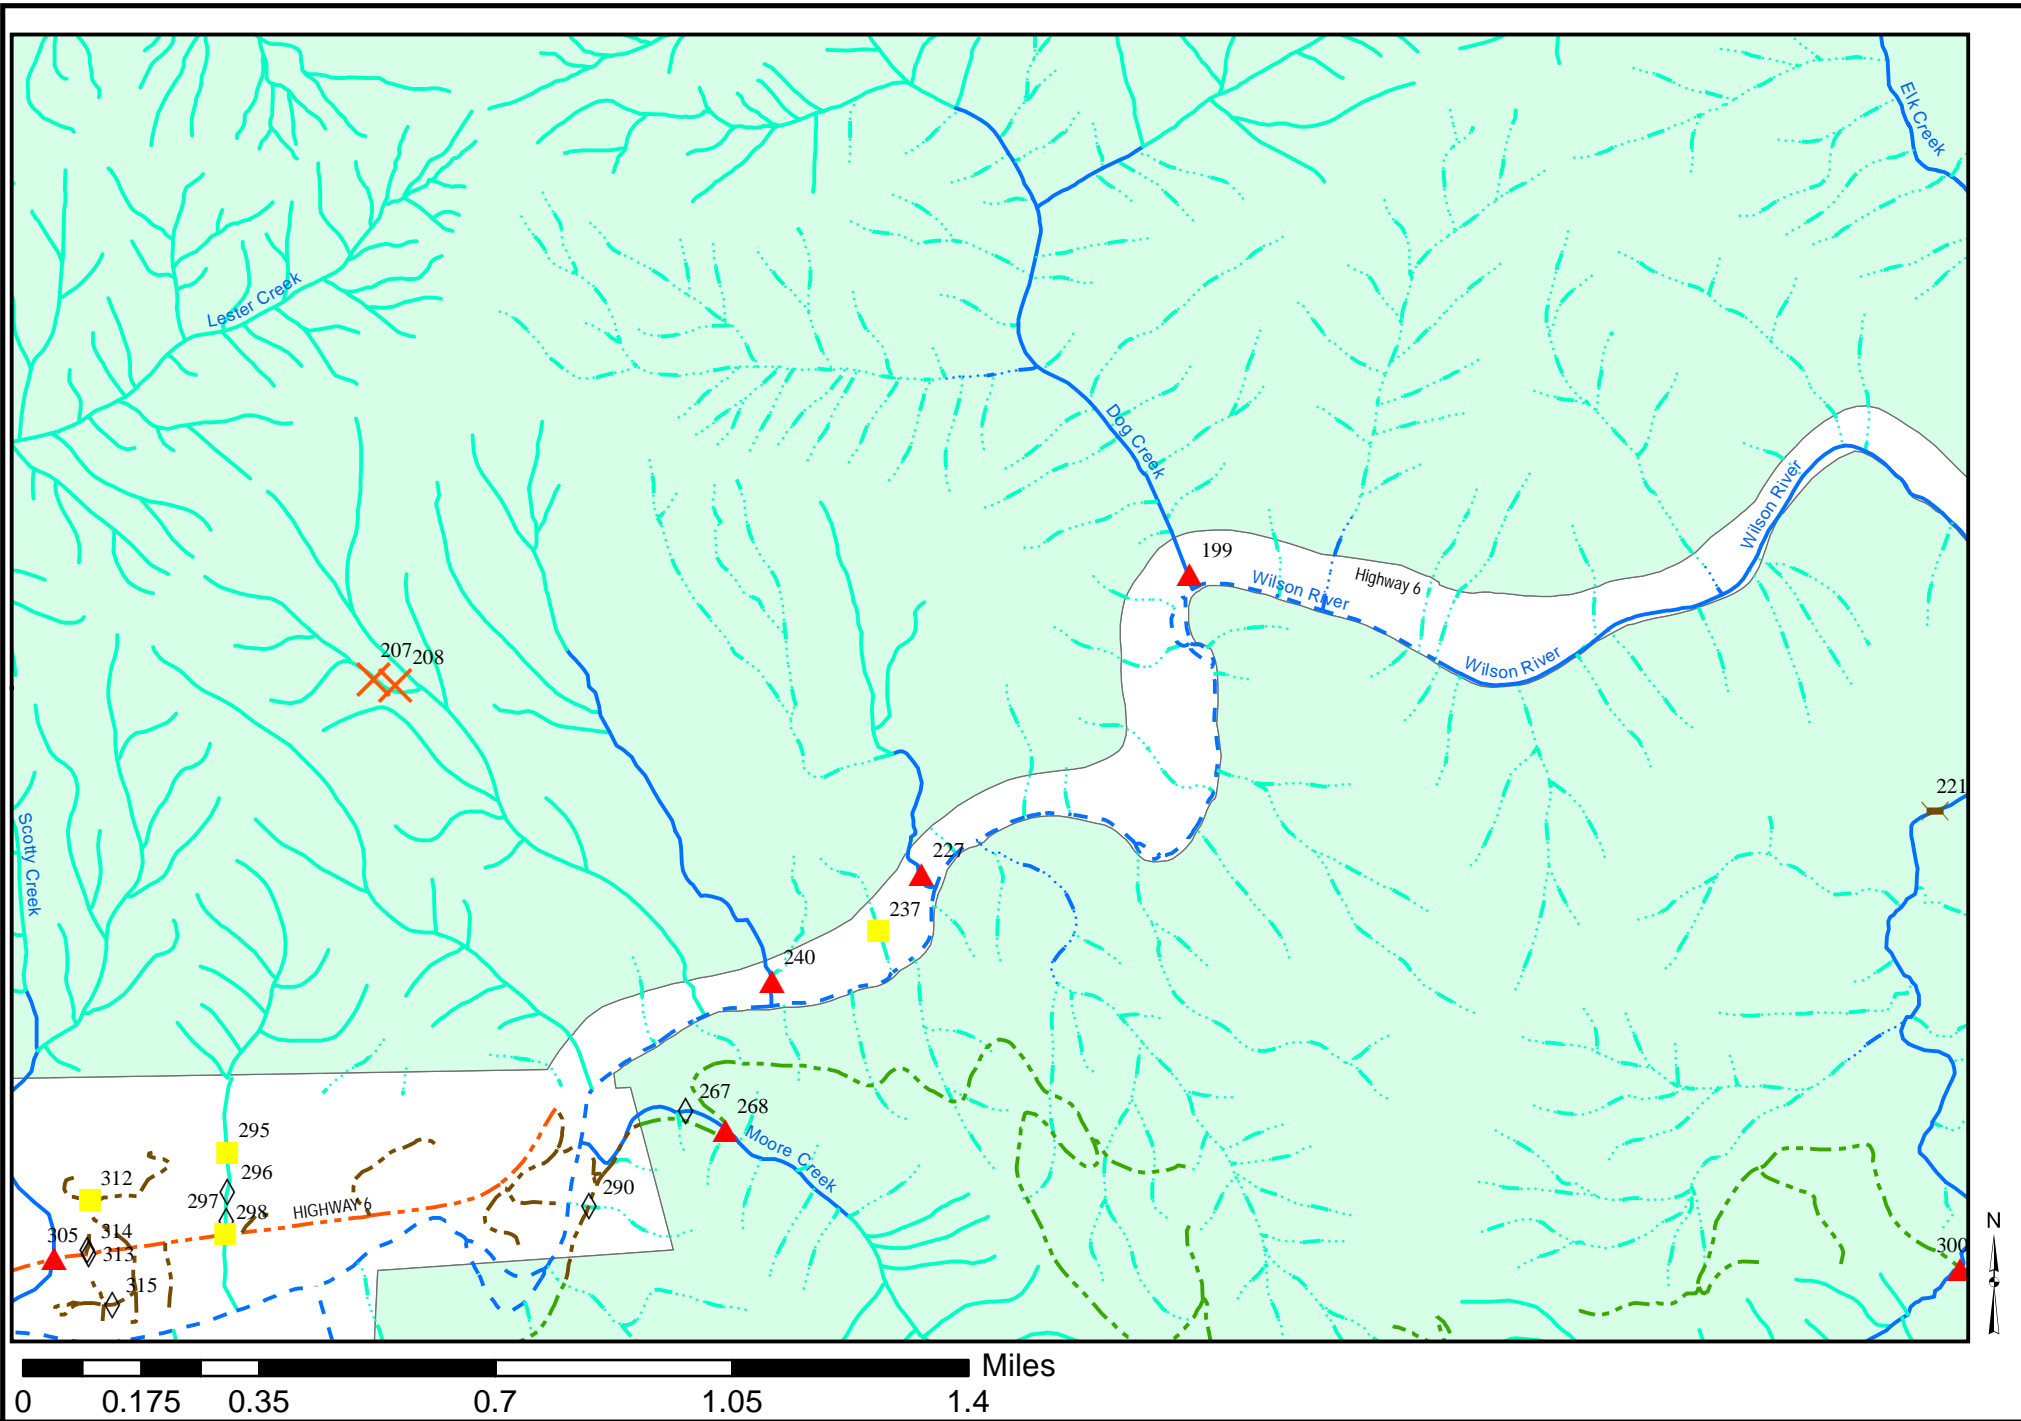 Elk Creek
Lester Creek
Dog Creek
Wilson River
199
Wilson River
Highway 6
Wilson River
207
208
221
Scotty Creek
227
237
240
267
268
Moore Creek
295
296
312
297
298
290
HIGHWAY 6
314
305
313
315
300
N
Miles
0 0.175 0.35 0.7 1.05 1.4